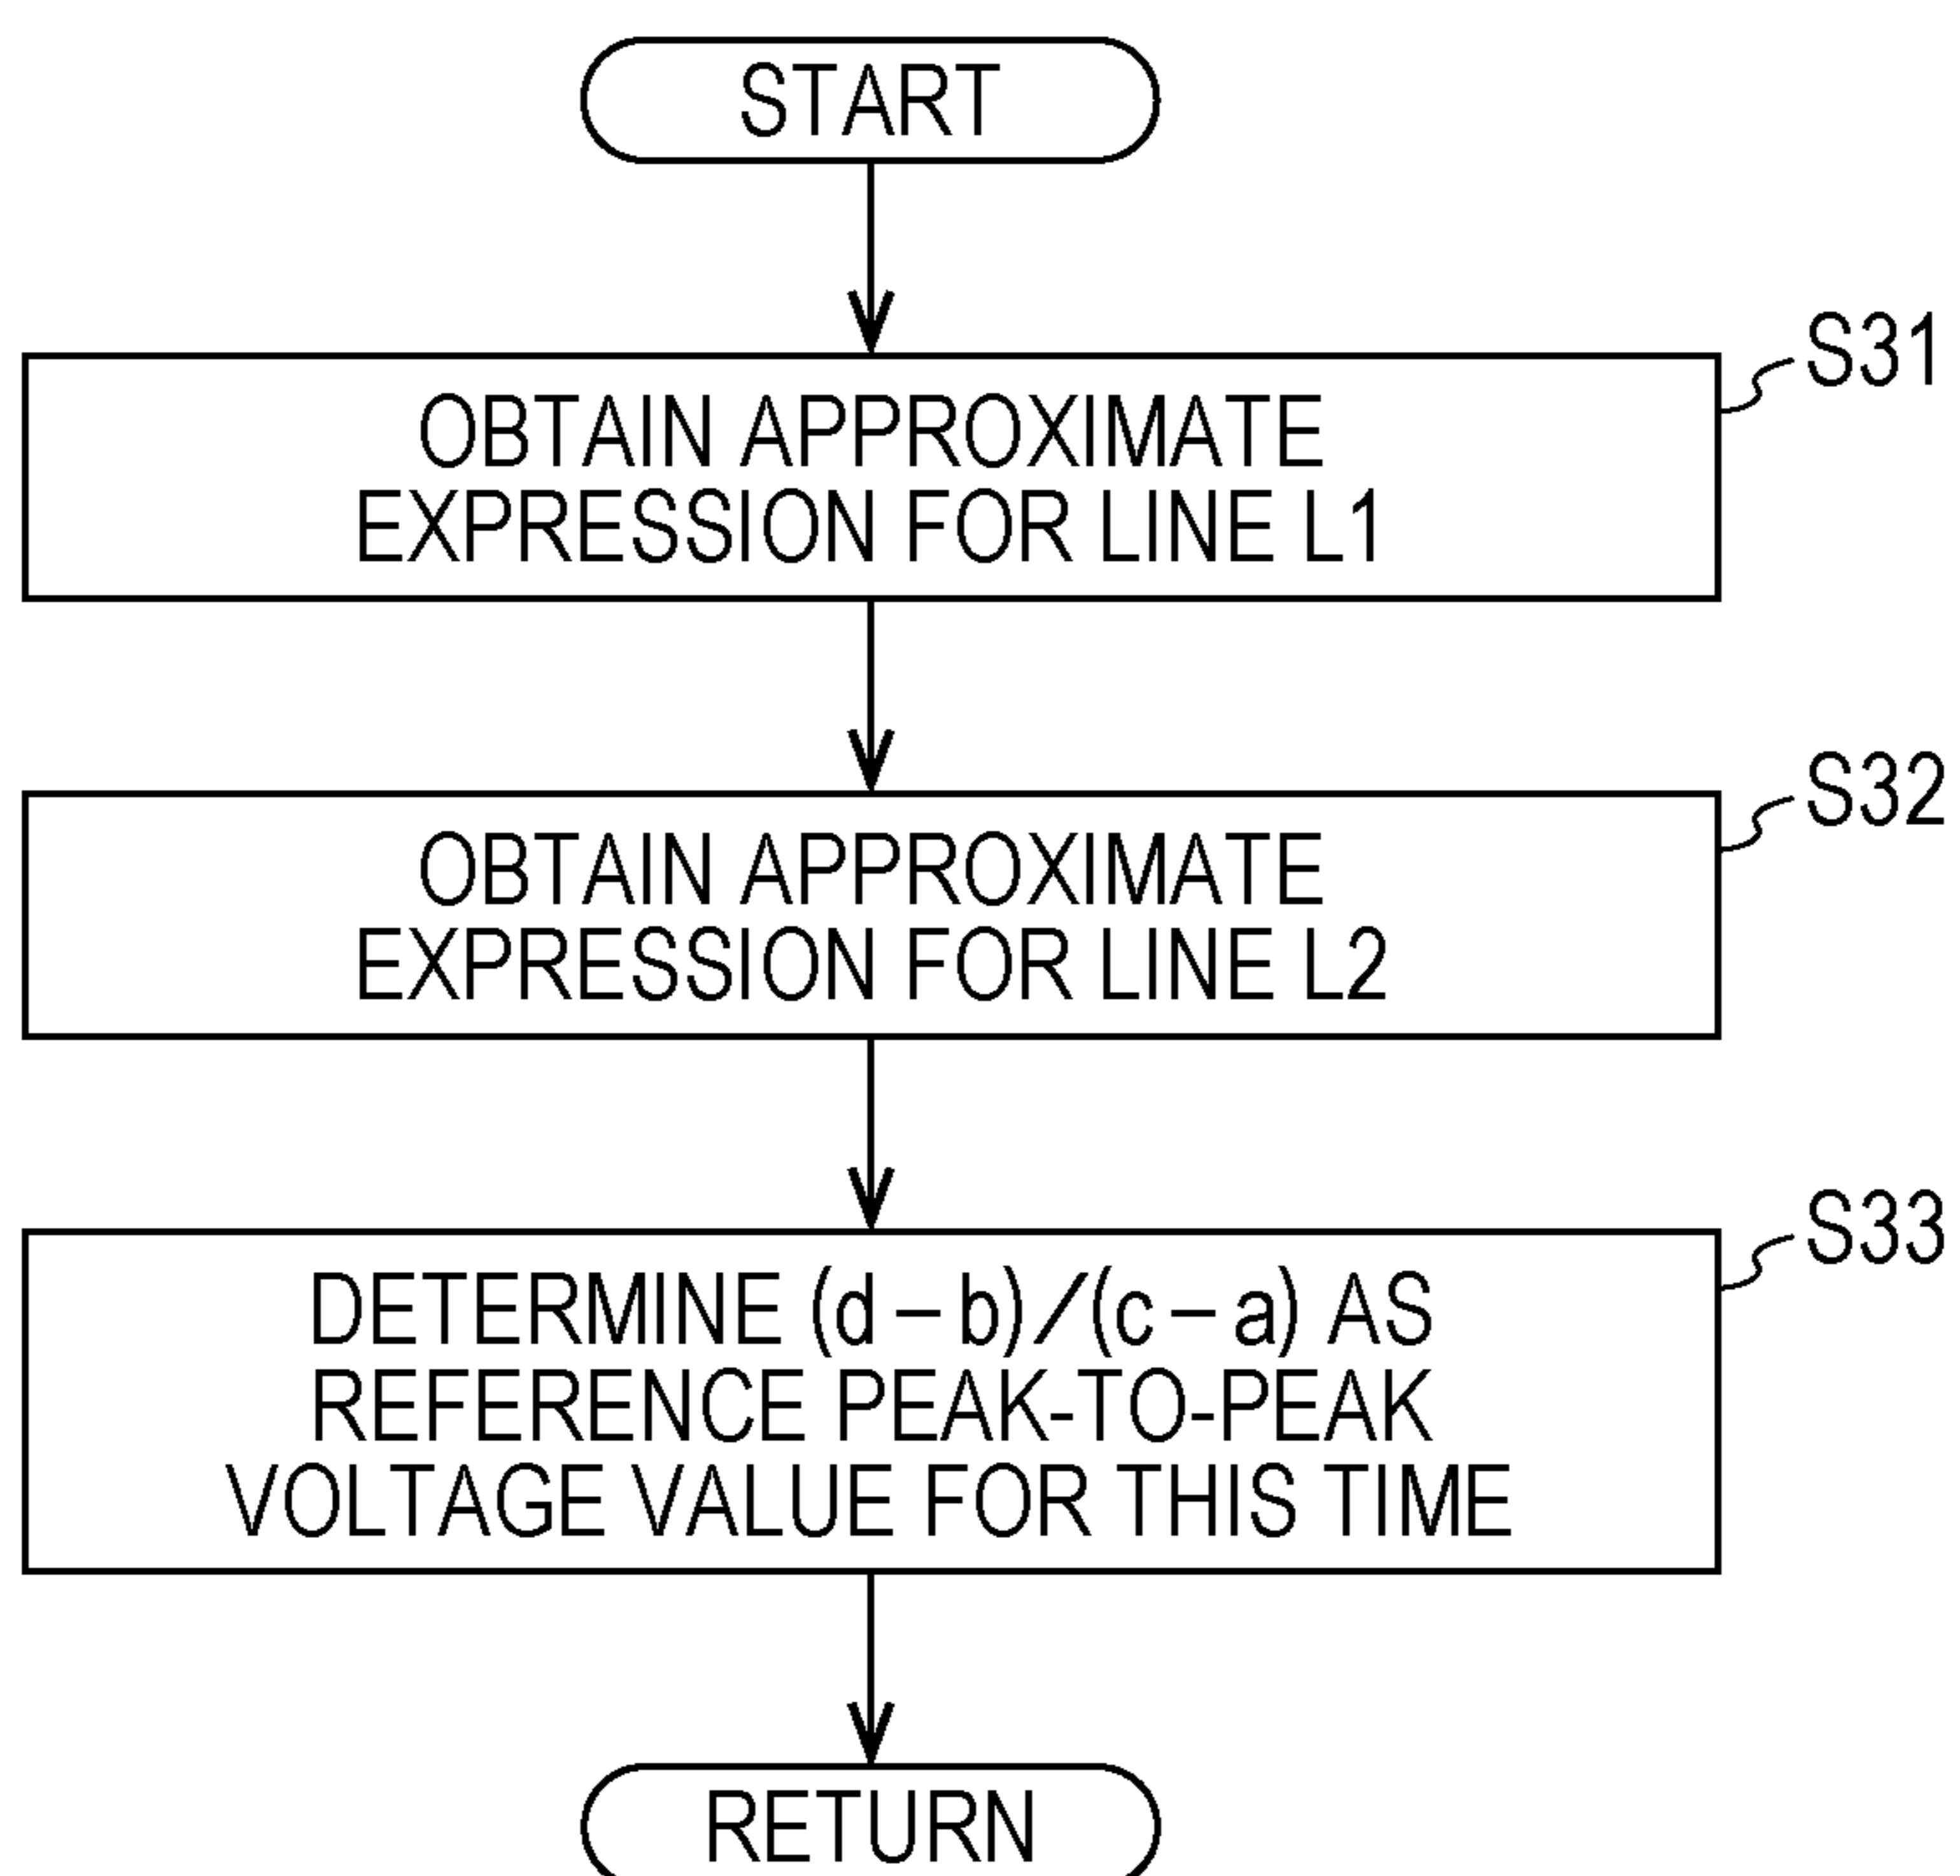 START
S31
OBTAIN APPROXIMATE
EXPRESSION FOR LINE L1
S32
OBTAIN APPROXIMATE
EXPRESSION FOR LINE L2
S33
DETERMINE (d – b)/(c – a) AS
REFERENCE PEAK-TO-PEAK
VOLTAGE VALUE FOR THIS TIME
RETURN